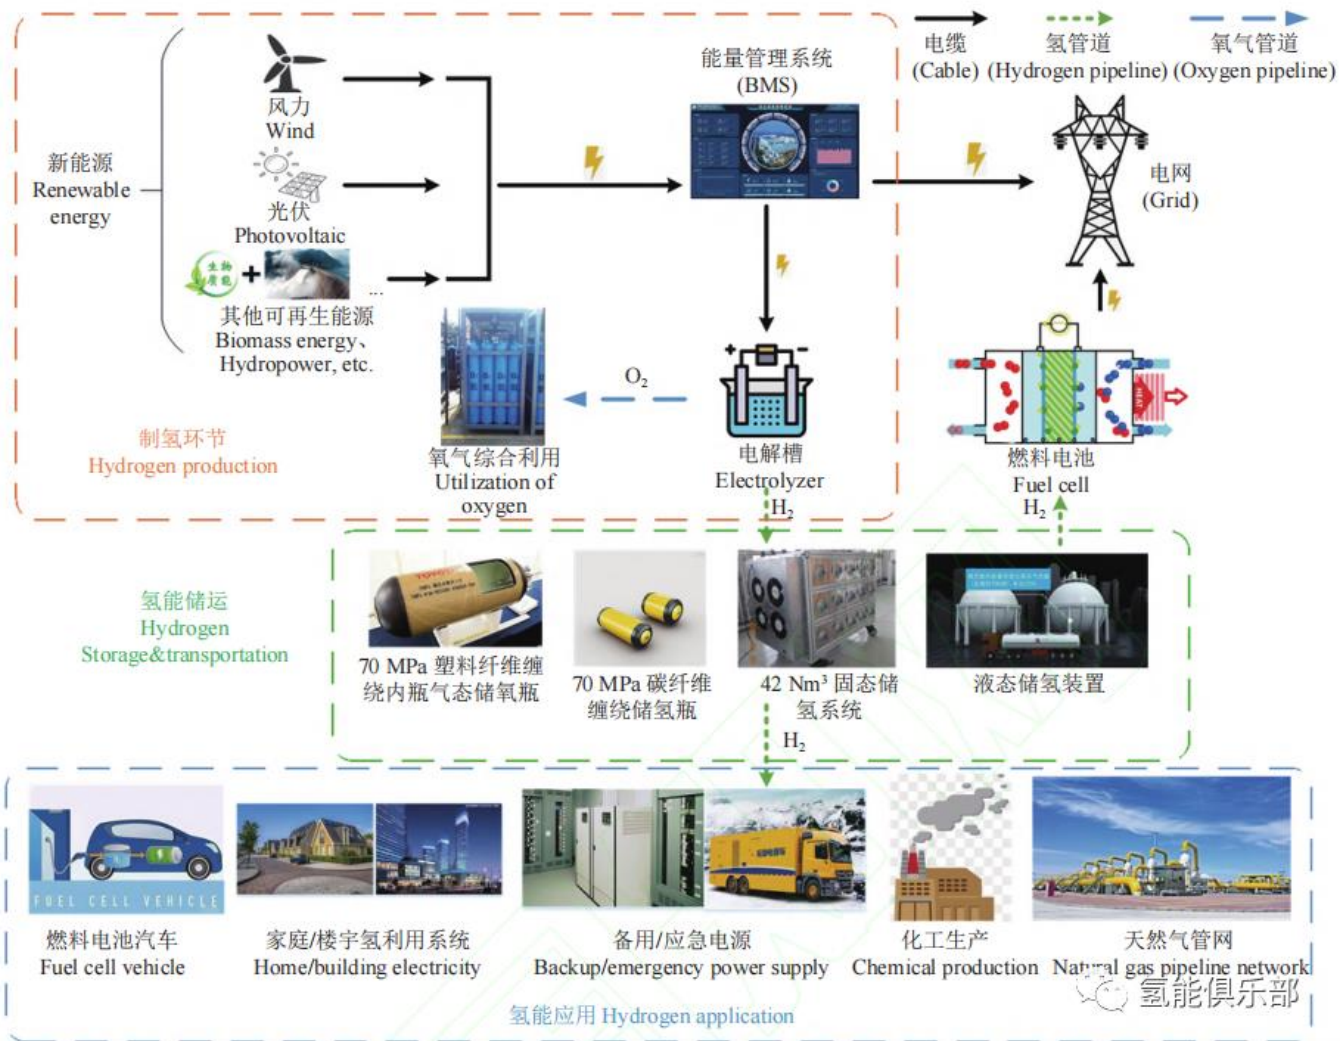 电缆
(Cable)
氢管道
(Hydrogen pipeline)
氧气管道
(Oxygen pipeline)
新能源
Renewable
energy
风力
Wind
光伏
Photovoltaic
生物
质能
+
...
其他可再生能源
Biomass energy、
Hydropower, etc.
能量管理系统
(BMS)
电网
(Grid)
O₂
氧气综合利用
Utilization of
oxygen
+ −
电解槽
Electrolyzer
H₂
HEAT
燃料电池
Fuel cell
H₂
制氢环节
Hydrogen production
氢能储运
Hydrogen
Storage&transportation
70 MPa 塑料纤维缠
绕内瓶气态储氧瓶
70 MPa 碳纤维
缠绕储氢瓶
42 Nm³ 固态储
氢系统
液态储氢装置
H₂
FUEL CELL VEHICLE
燃料电池汽车
Fuel cell vehicle
家庭/楼宇氢利用系统
Home/building electricity
备用/应急电源
Backup/emergency power supply
化工生产
Chemical production
天然气管网
Natural gas pipeline network
氢能应用 Hydrogen application
氢能俱乐部